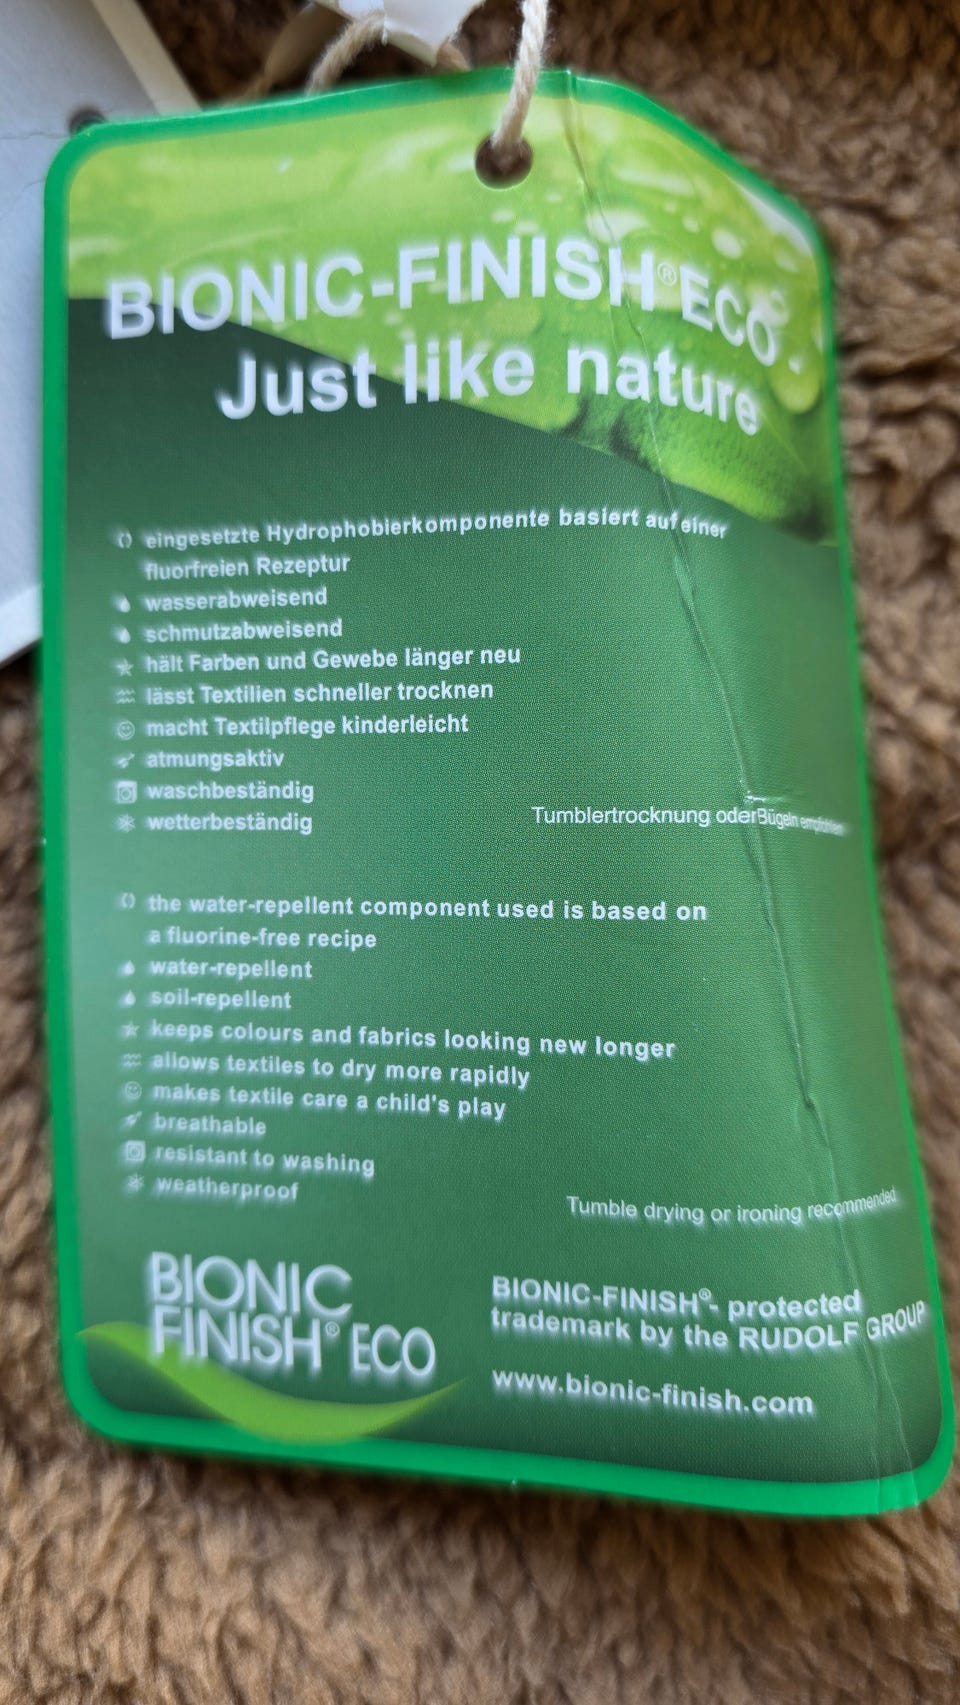 BIONIC-FINISH®ECO -
Just like nature
eingesetzte Hydrophobierkomponente basiert auf einer
fluorfreien Rezeptur
wasserabweisend
schmutzabweisend
hält Farben und Gewebe länger neu
lässt Textilien schneller trocknen
macht Textilpflege kinderleicht
atmungsaktiv
waschbeständig
wetterbeständig
Tumblertrocknung oder Bügeln empfohlen
the water-repellent component used is based on
a fluorine-free recipe
water-repellent
soil-repellent
keeps colours and fabrics looking new longer
allows textiles to dry more rapidly
makes textile care a child's play
breathable
resistant to washing
weatherproof
Tumble drying or ironing recommended
BIONIC
FINISH® ECO
BIONIC-FINISH®- protected
trademark by the RUDOLF GROUP
www.bionic-finish.com